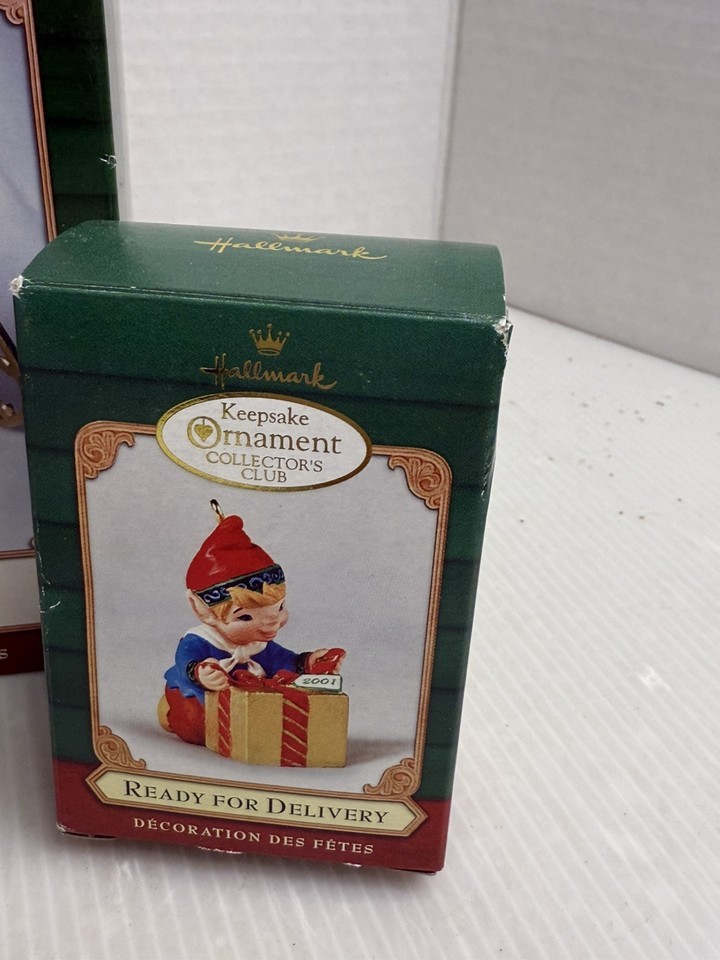 Hallmark
Hallmark
Keepsake
Ornament
COLLECTOR'S
CLUB
2001
READY FOR DELIVERY
DÉCORATION DES FÊTES
S